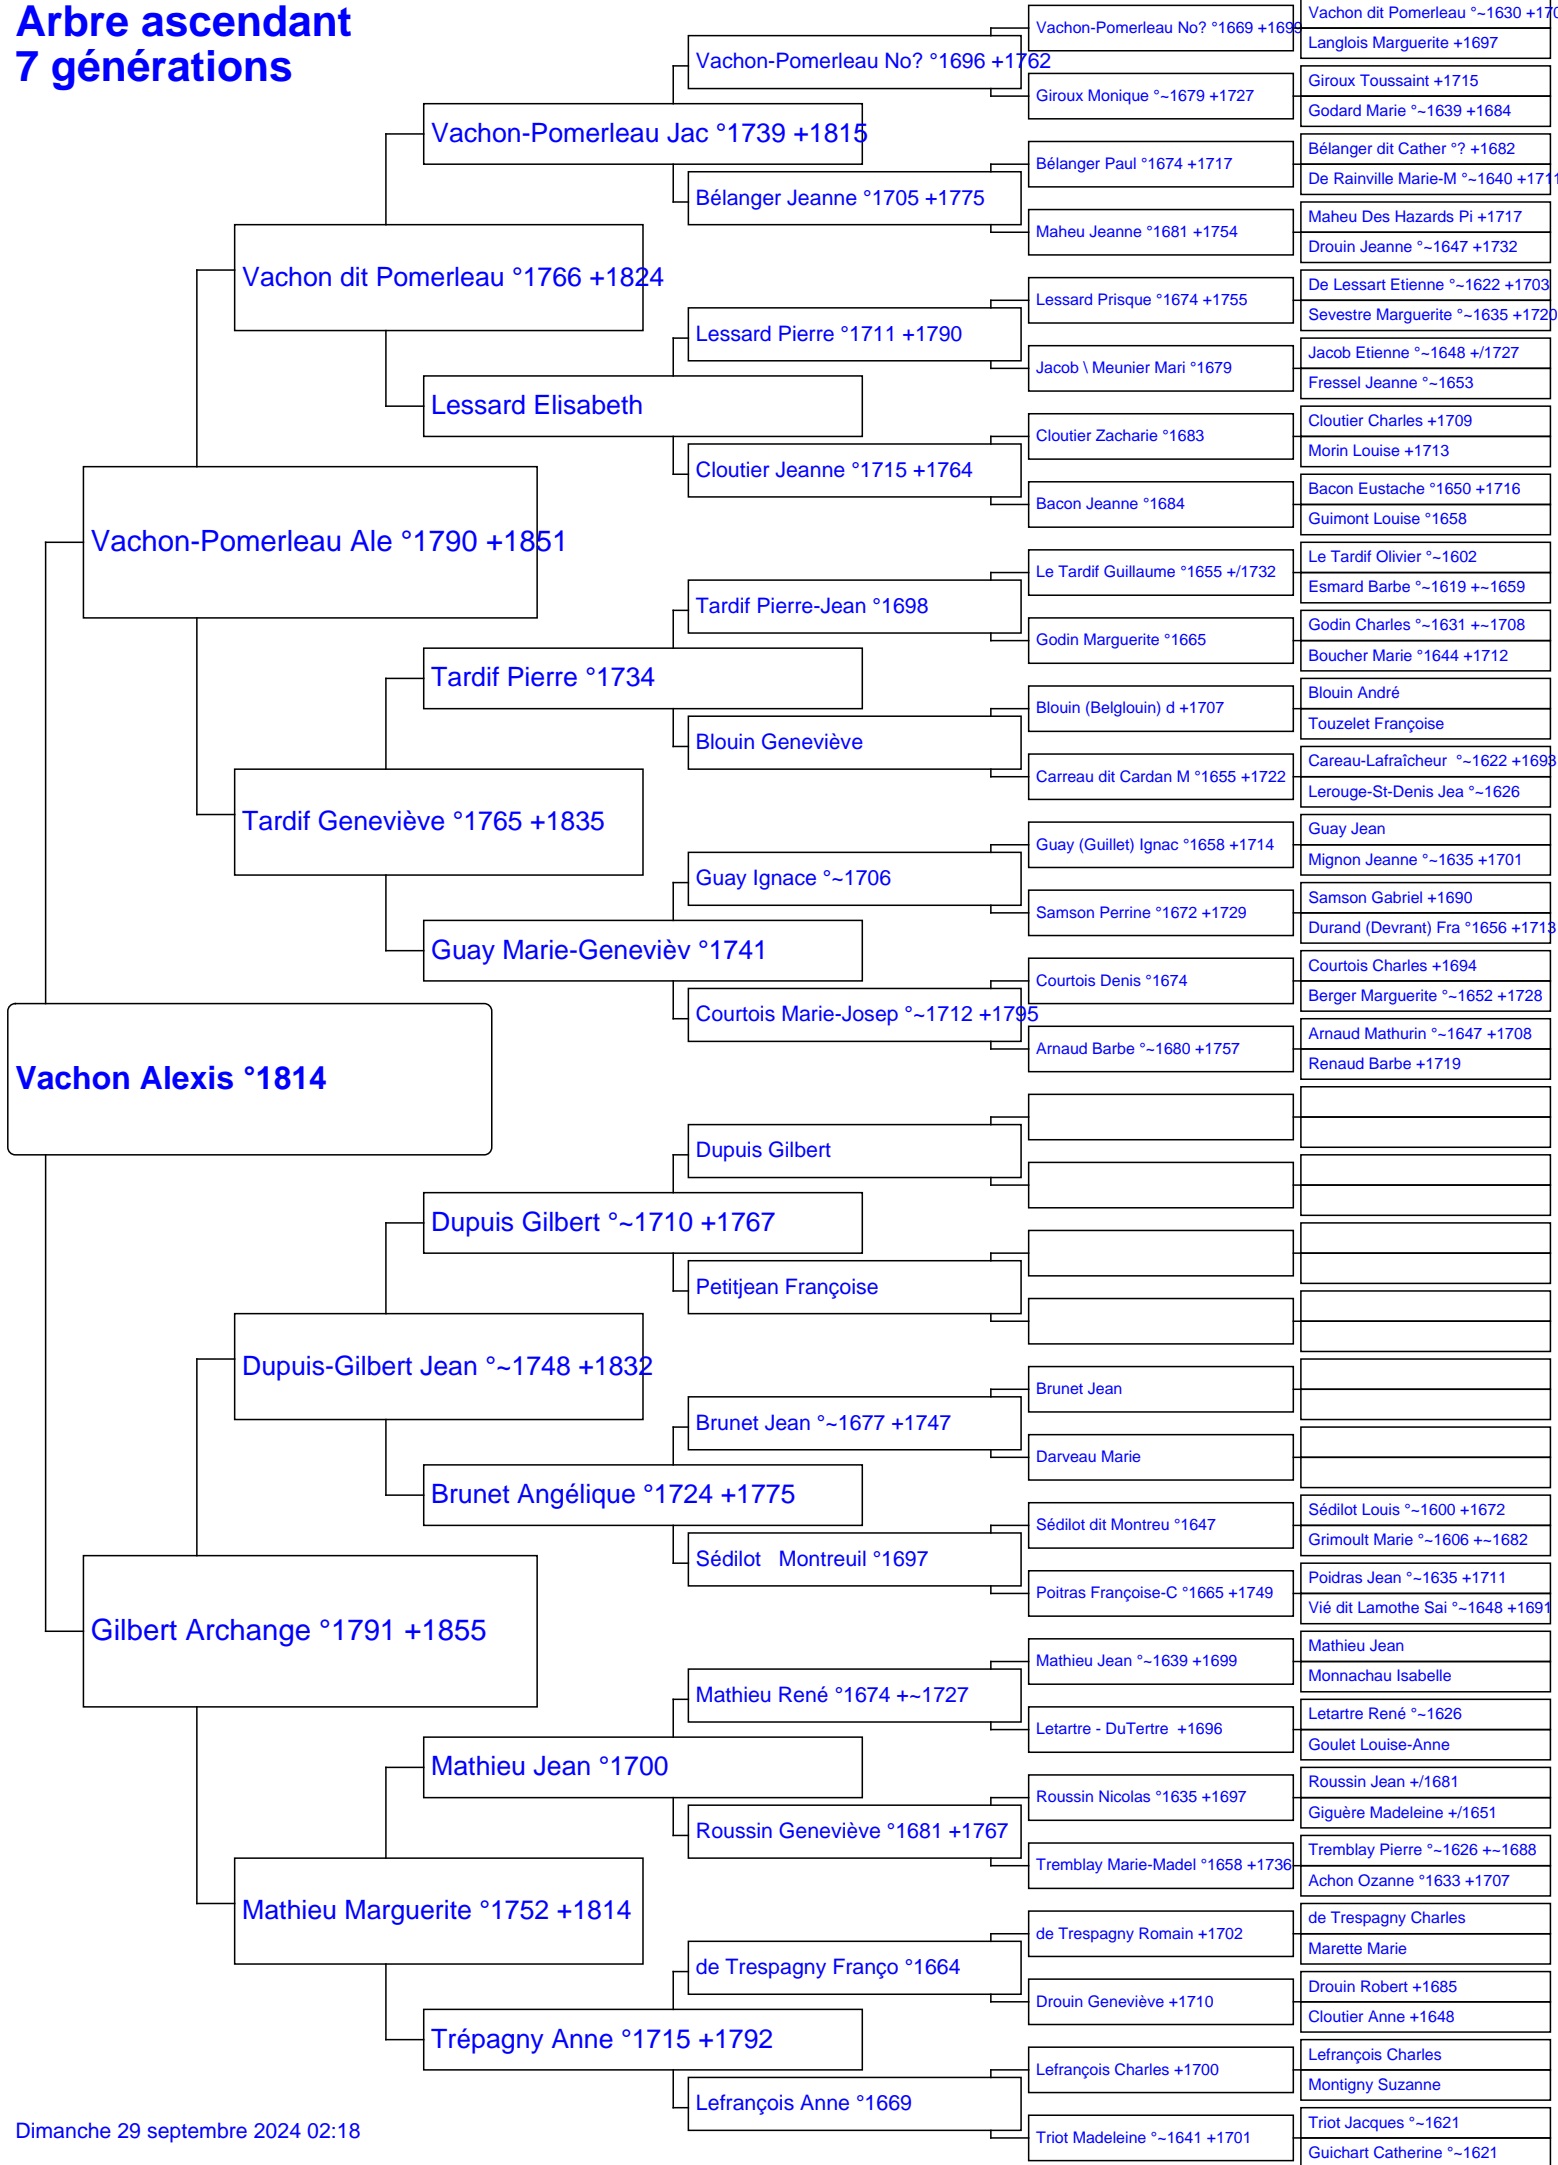 Arbre ascendant
7 générations
Vachon Alexis °1814
Vachon-Pomerleau Ale °1790 +1851
Gilbert Archange °1791 +1855
Vachon dit Pomerleau °1766 +1824
Tardif Geneviève °1765 +1835
Dupuis-Gilbert Jean °~1748 +1832
Mathieu Marguerite °1752 +1814
Vachon-Pomerleau Jac °1739 +1815
Lessard Elisabeth
Tardif Pierre °1734
Guay Marie-Genevièv °1741
Dupuis Gilbert °~1710 +1767
Brunet Angélique °1724 +1775
Mathieu Jean °1700
Trépagny Anne °1715 +1792
Vachon-Pomerleau No? °1696 +1762
Bélanger Jeanne °1705 +1775
Lessard Pierre °1711 +1790
Cloutier Jeanne °1715 +1764
Tardif Pierre-Jean °1698
Blouin Geneviève
Guay Ignace °~1706
Courtois Marie-Josep °~1712 +1795
Dupuis Gilbert
Petitjean Françoise
Brunet Jean °~1677 +1747
Sédilot   Montreuil °1697
Mathieu René °1674 +~1727
Roussin Geneviève °1681 +1767
de Trespagny Franço °1664
Lefrançois Anne °1669
Vachon-Pomerleau No? °1669 +1699
Giroux Monique °~1679 +1727
Bélanger Paul °1674 +1717
Maheu Jeanne °1681 +1754
Lessard Prisque °1674 +1755
Jacob \ Meunier Mari °1679
Cloutier Zacharie °1683
Bacon Jeanne °1684
Le Tardif Guillaume °1655 +/1732
Godin Marguerite °1665
Blouin (Belglouin) d +1707
Carreau dit Cardan M °1655 +1722
Guay (Guillet) Ignac °1658 +1714
Samson Perrine °1672 +1729
Courtois Denis °1674
Arnaud Barbe °~1680 +1757
Brunet Jean
Darveau Marie
Sédilot dit Montreu °1647
Poitras Françoise-C °1665 +1749
Mathieu Jean °~1639 +1699
Letartre - DuTertre  +1696
Roussin Nicolas °1635 +1697
Tremblay Marie-Madel °1658 +1736
de Trespagny Romain +1702
Drouin Geneviève +1710
Lefrançois Charles +1700
Triot Madeleine °~1641 +1701
Vachon dit Pomerleau °~1630 +170
Langlois Marguerite +1697
Giroux Toussaint +1715
Godard Marie °~1639 +1684
Bélanger dit Cather °? +1682
De Rainville Marie-M °~1640 +1711
Maheu Des Hazards Pi +1717
Drouin Jeanne °~1647 +1732
De Lessart Etienne °~1622 +1703
Sevestre Marguerite °~1635 +1720
Jacob Etienne °~1648 +/1727
Fressel Jeanne °~1653
Cloutier Charles +1709
Morin Louise +1713
Bacon Eustache °1650 +1716
Guimont Louise °1658
Le Tardif Olivier °~1602
Esmard Barbe °~1619 +~1659
Godin Charles °~1631 +~1708
Boucher Marie °1644 +1712
Blouin André
Touzelet Françoise
Careau-Lafraîcheur  °~1622 +1693
Lerouge-St-Denis Jea °~1626
Guay Jean
Mignon Jeanne °~1635 +1701
Samson Gabriel +1690
Durand (Devrant) Fra °1656 +1713
Courtois Charles +1694
Berger Marguerite °~1652 +1728
Arnaud Mathurin °~1647 +1708
Renaud Barbe +1719
Sédilot Louis °~1600 +1672
Grimoult Marie °~1606 +~1682
Poidras Jean °~1635 +1711
Vié dit Lamothe Sai °~1648 +1691
Mathieu Jean
Monnachau Isabelle
Letartre René °~1626
Goulet Louise-Anne
Roussin Jean +/1681
Giguère Madeleine +/1651
Tremblay Pierre °~1626 +~1688
Achon Ozanne °1633 +1707
de Trespagny Charles
Marette Marie
Drouin Robert +1685
Cloutier Anne +1648
Lefrançois Charles
Montigny Suzanne
Triot Jacques °~1621
Guichart Catherine °~1621
Dimanche 29 septembre 2024 02:18